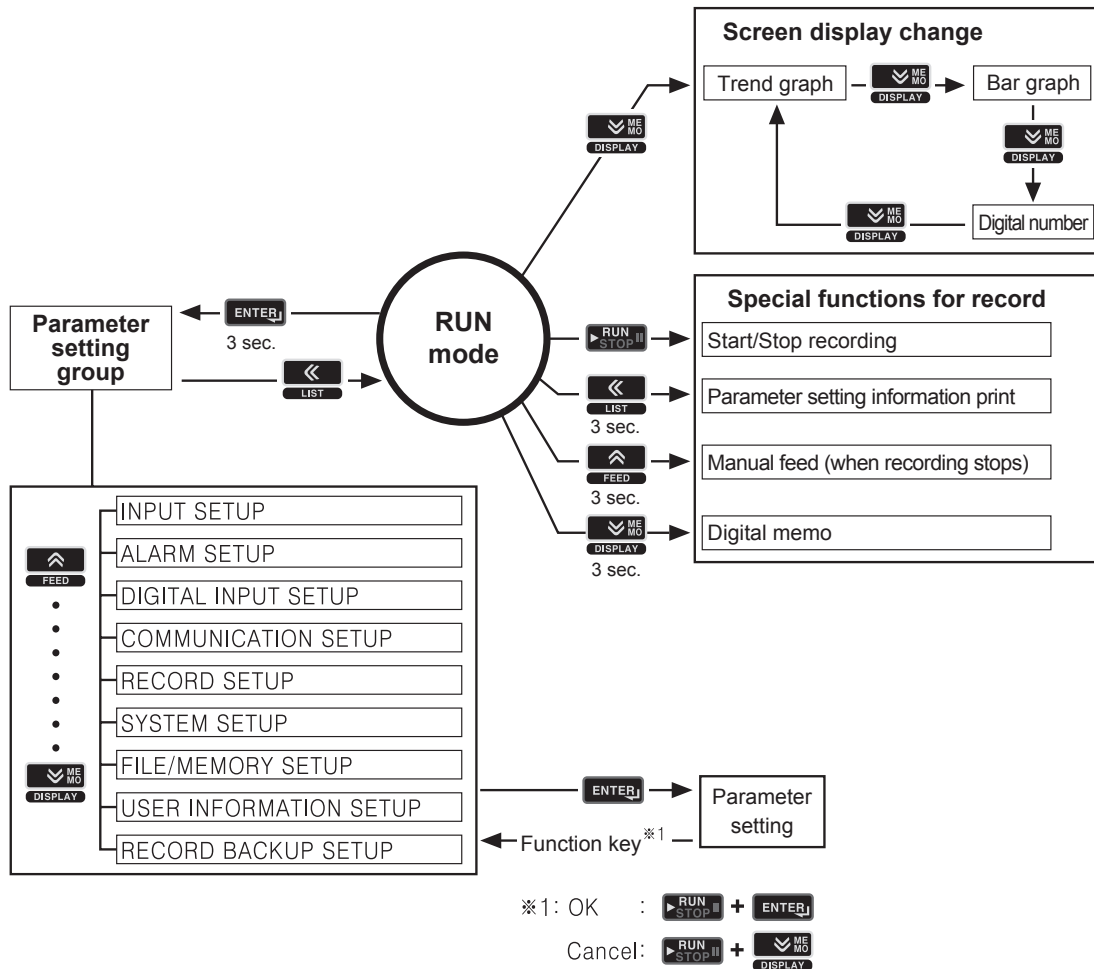 Screen display change
Trend graph
ME
MO
DISPLAY
Bar graph
ME
MO
DISPLAY
ME
MO
DISPLAY
ME
MO
DISPLAY
Digital number
Parameter
setting
group
ENTER
3 sec.
LIST
RUN
mode
Special functions for record
RUN
STOP
Start/Stop recording
LIST
3 sec.
Parameter setting information print
FEED
3 sec.
Manual feed (when recording stops)
ME
MO
DISPLAY
3 sec.
Digital memo
INPUT SETUP
ALARM SETUP
DIGITAL INPUT SETUP
COMMUNICATION SETUP
RECORD SETUP
SYSTEM SETUP
FILE/MEMORY SETUP
USER INFORMATION SETUP
RECORD BACKUP SETUP
FEED
ME
MO
DISPLAY
ENTER
Function key※1
Parameter
setting
※1: OK : RUN STOP + ENTER
Cancel: RUN STOP + ME MO DISPLAY